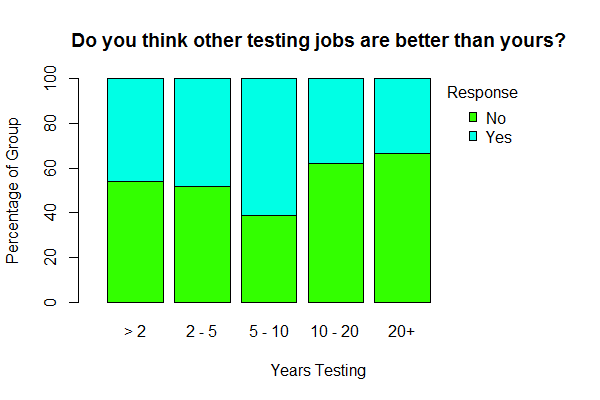 Do you think other testing jobs are better than yours?
Percentage of Group
100
80
60
40
20
0
Response
No
Yes
> 2
2 - 5
5 - 10
10 - 20
20+
Years Testing